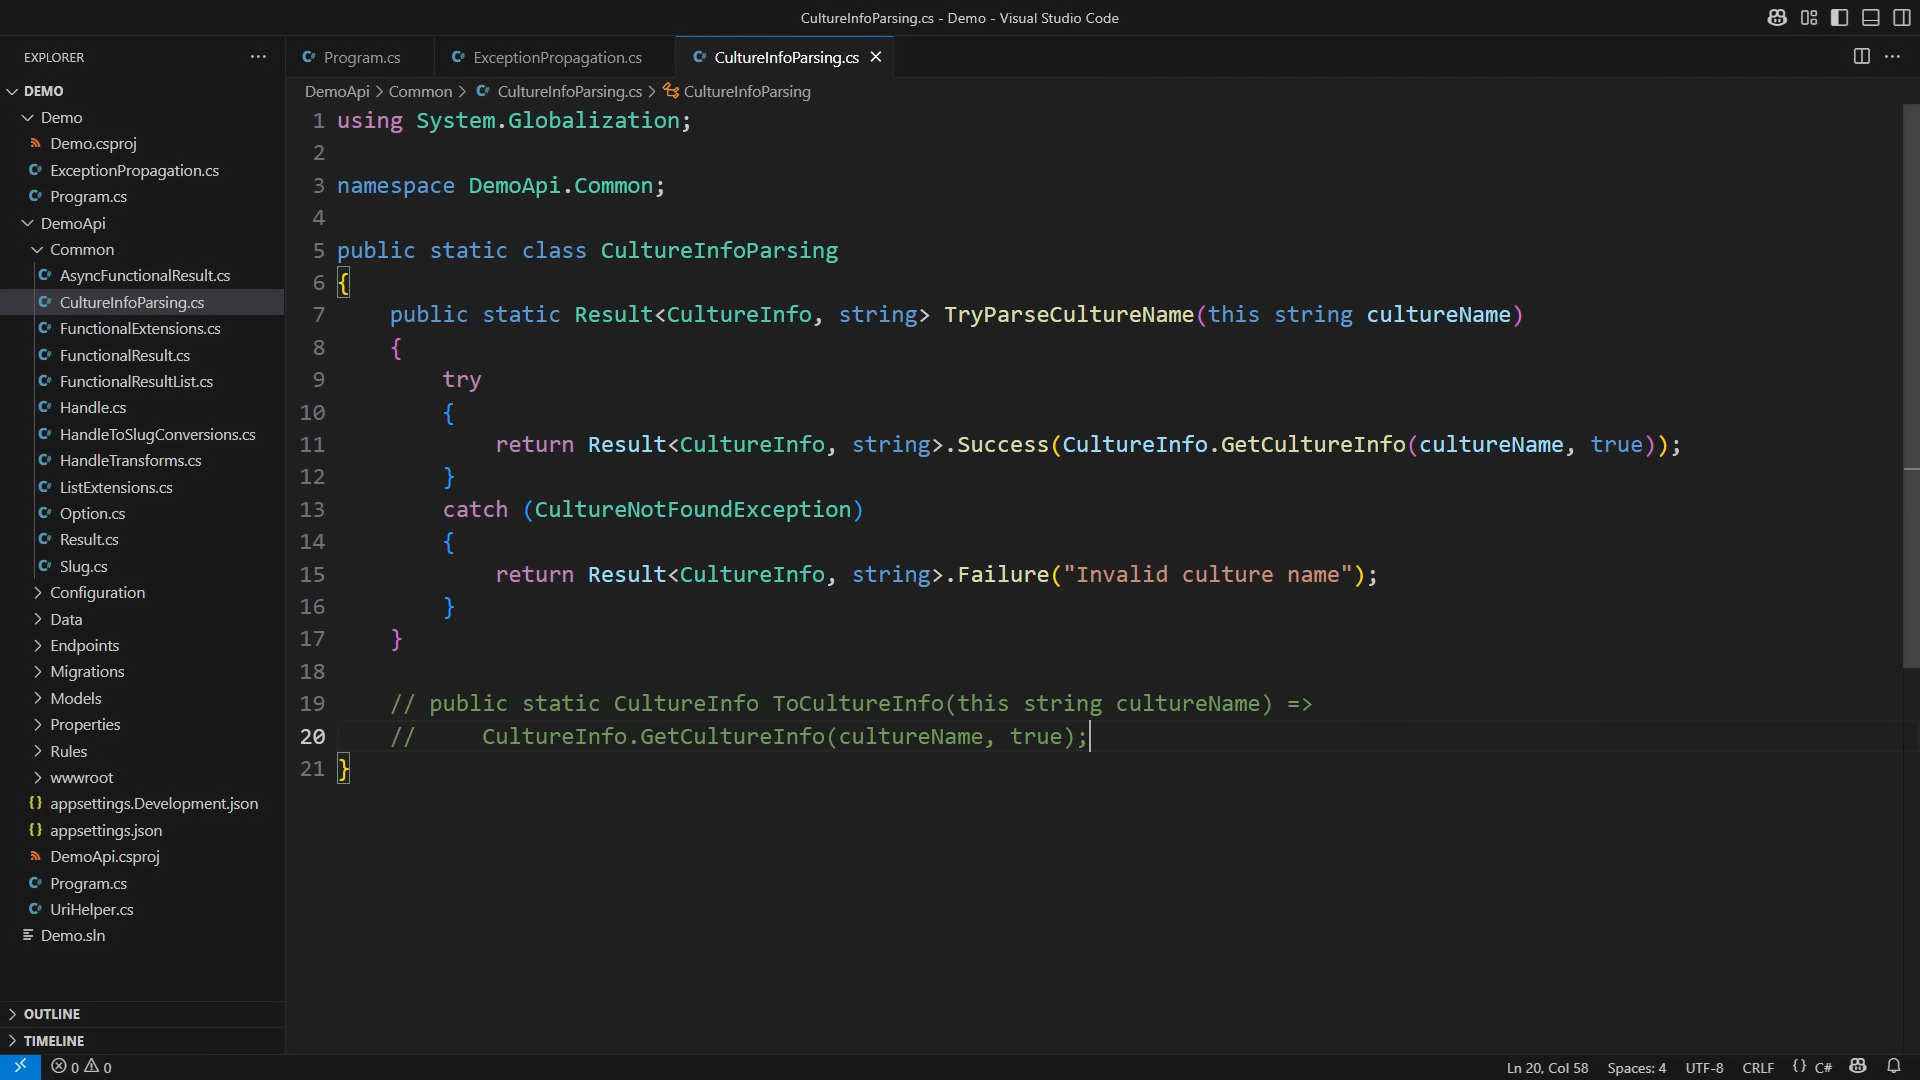 CultureInfoParsing.cs - Demo - Visual Studio Code
EXPLORER
DEMO
Demo
Demo.csproj
ExceptionPropagation.cs
Program.cs
DemoApi
Common
AsyncFunctionalResult.cs
CultureInfoParsing.cs
FunctionalExtensions.cs
FunctionalResult.cs
FunctionalResultList.cs
Handle.cs
HandleToSlugConversions.cs
HandleTransforms.cs
ListExtensions.cs
Option.cs
Result.cs
Slug.cs
Configuration
Data
Endpoints
Migrations
Models
Properties
Rules
wwwroot
appsettings.Development.json
appsettings.json
DemoApi.csproj
Program.cs
UriHelper.cs
Demo.sln
OUTLINE
TIMELINE
Program.cs ExceptionPropagation.cs CultureInfoParsing.cs
DemoApi > Common > CultureInfoParsing.cs > CultureInfoParsing
1 using System.Globalization;
2
3 namespace DemoApi.Common;
4
5 public static class CultureInfoParsing
6 {
7     public static Result<CultureInfo, string> TryParseCultureName(this string cultureName)
8     {
9         try
10         {
11             return Result<CultureInfo, string>.Success(CultureInfo.GetCultureInfo(cultureName, true));
12         }
13         catch (CultureNotFoundException)
14         {
15             return Result<CultureInfo, string>.Failure("Invalid culture name");
16         }
17     }
18
19     // public static CultureInfo ToCultureInfo(this string cultureName) =>
20     //     CultureInfo.GetCultureInfo(cultureName, true);
21 }
0 0 Ln 20, Col 58 Spaces: 4 UTF-8 CRLF {} C#